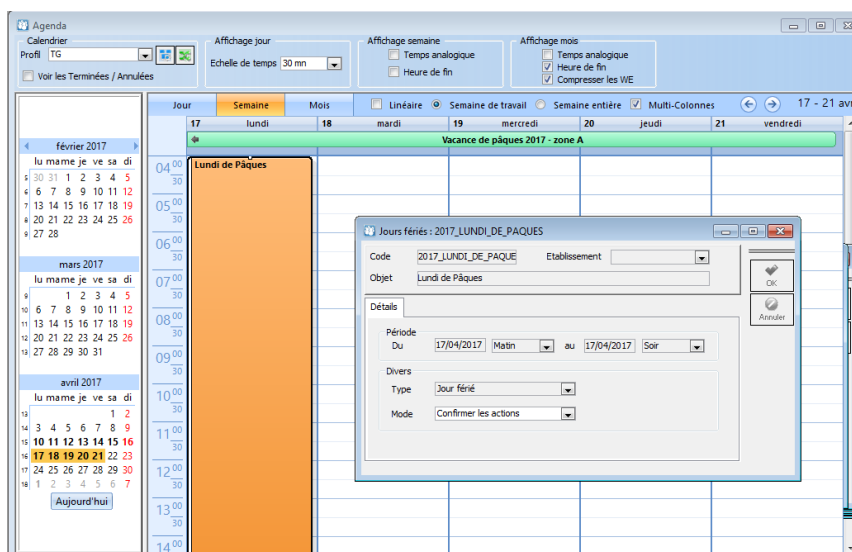 Agenda
Calendrier
Profil TG
Voir les Terminées / Annulées
Affichage jour
Echelle de temps 30 mn
Affichage semaine
Temps analogique
Heure de fin
Affichage mois
Temps analogique
Heure de fin
Compresser les WE
Jour Semaine Mois Linéaire Semaine de travail Semaine entière Multi-Colonnes 17 - 21 avr
17 lundi 18 mardi 19 mercredi 20 jeudi 21 vendredi
Vacance de pâques 2017 - zone A
février 2017
lu ma me je ve sa di
5 30 31 1 2 3 4 5
6 6 7 8 9 10 11 12
7 13 14 15 16 17 18 19
8 20 21 22 23 24 25 26
9 27 28
mars 2017
lu ma me je ve sa di
9 1 2 3 4 5
10 6 7 8 9 10 11 12
11 13 14 15 16 17 18 19
12 20 21 22 23 24 25 26
13 27 28 29 30 31
avril 2017
lu ma me je ve sa di
13 1 2
14 3 4 5 6 7 8 9
15 10 11 12 13 14 15 16
16 17 18 19 20 21 22 23
17 24 25 26 27 28 29 30
18 1 2 3 4 5 6 7
Aujourd'hui
04 00
30
05 00
30
06 00
30
07 00
30
08 00
30
09 00
30
10 00
30
11 00
30
12 00
30
13 00
30
14 00
Lundi de Pâques
Jours fériés : 2017_LUNDI_DE_PAQUES
Code 2017_LUNDI_DE_PAQUE Etablissement
Objet Lundi de Pâques
OK
Annuler
Détails
Période
Du 17/04/2017 Matin au 17/04/2017 Soir
Divers
Type Jour férié
Mode Confirmer les actions